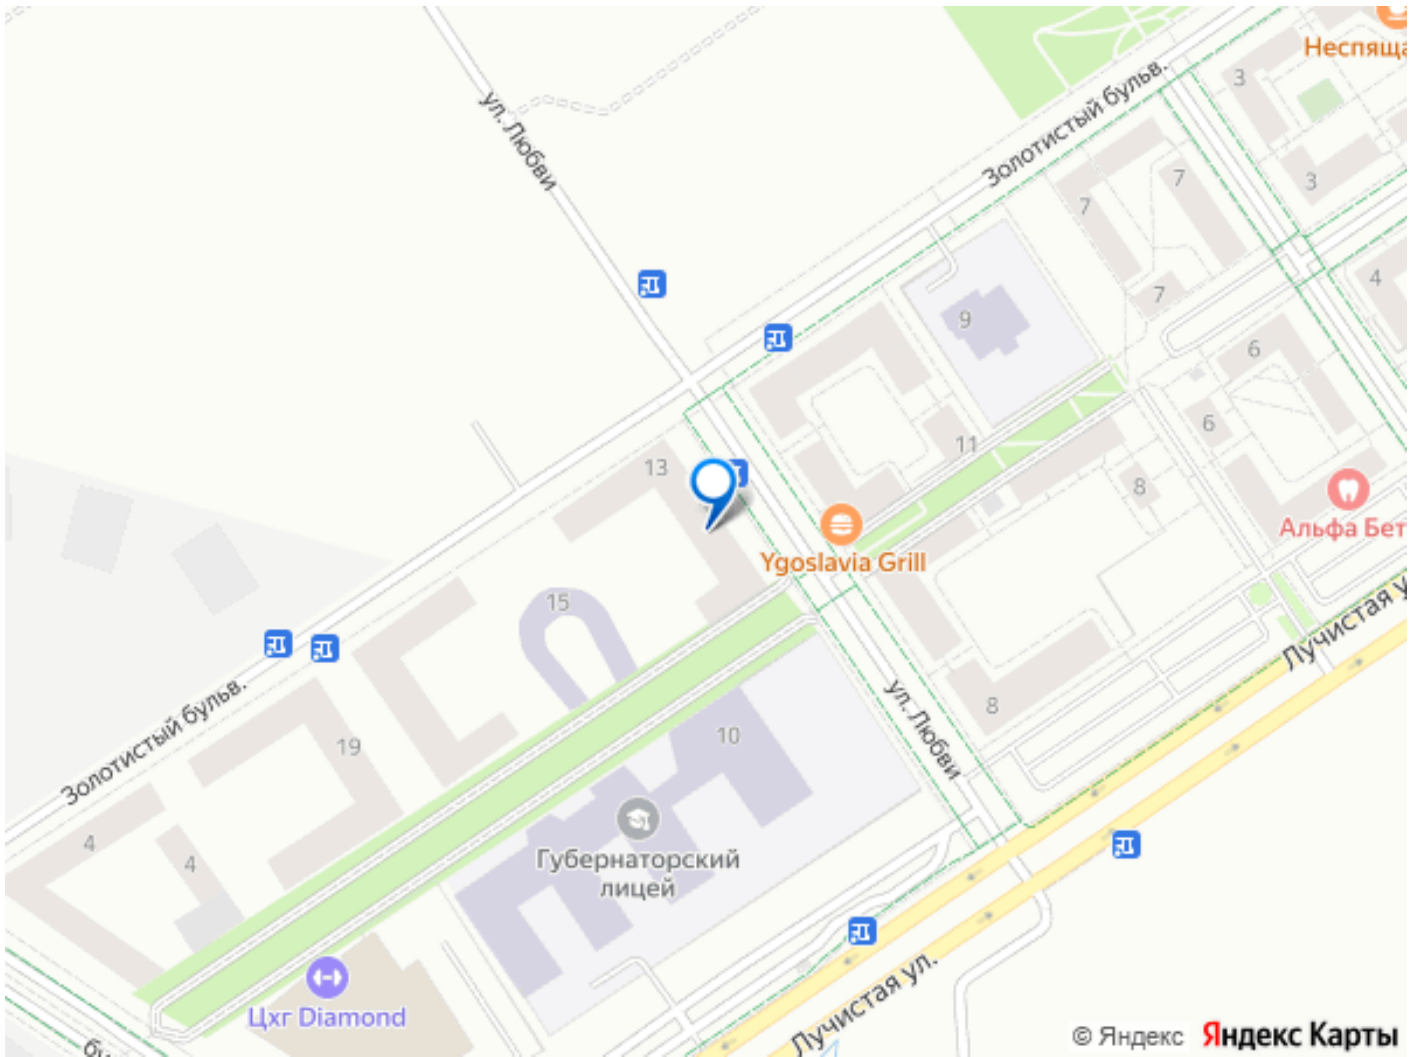 Неспяща
3
Золотистый бульв.
ул. Любви
3
7
7
4
7
9
6
6
11
13
8
Альфа Бет
Ygoslavia Grill
15
Лучистая у
ул. Любви
8
10
Золотистый бульв.
19
4
4
Губернаторский
лицей
Цхг Diamond
Лучистая ул.
бу
© Яндекс Яндекс Карты